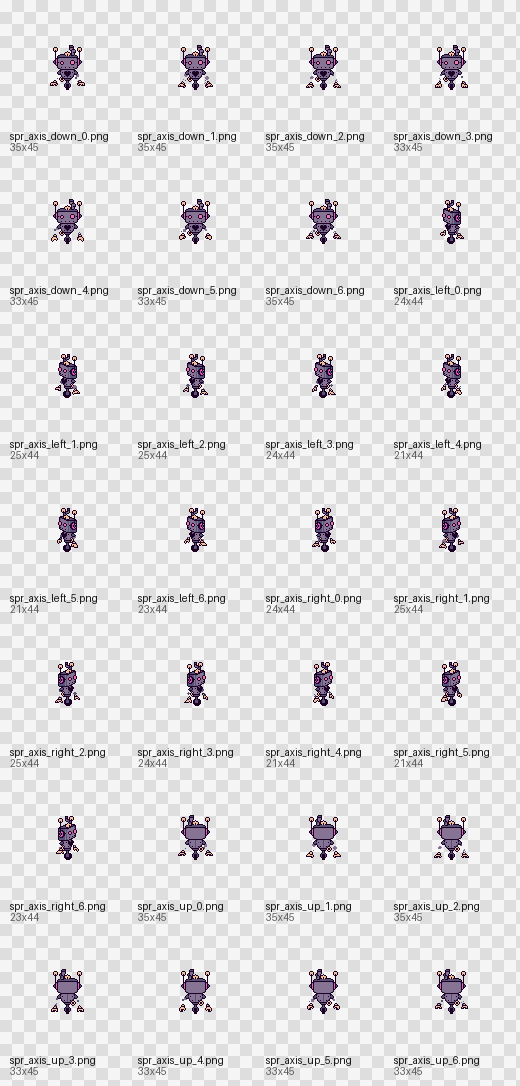 spr_axis_down_0.png spr_axis_down_1.png spr_axis_down_2.png spr_axis_down_3.png
35x45 35x45 35x45 33x45
spr_axis_down_4.png spr_axis_down_5.png spr_axis_down_6.png spr_axis_left_0.png
33x45 33x45 35x45 24x44
spr_axis_left_1.png spr_axis_left_2.png spr_axis_left_3.png spr_axis_left_4.png
25x44 25x44 24x44 21x44
spr_axis_left_5.png spr_axis_left_6.png spr_axis_right_0.png spr_axis_right_1.png
21x44 23x44 24x44 25x44
spr_axis_right_2.png spr_axis_right_3.png spr_axis_right_4.png spr_axis_right_5.png
25x44 24x44 21x44 21x44
spr_axis_right_6.png spr_axis_up_0.png spr_axis_up_1.png spr_axis_up_2.png
23x44 35x45 35x45 35x45
spr_axis_up_3.png spr_axis_up_4.png spr_axis_up_5.png spr_axis_up_6.png
33x45 33x45 33x45 33x45